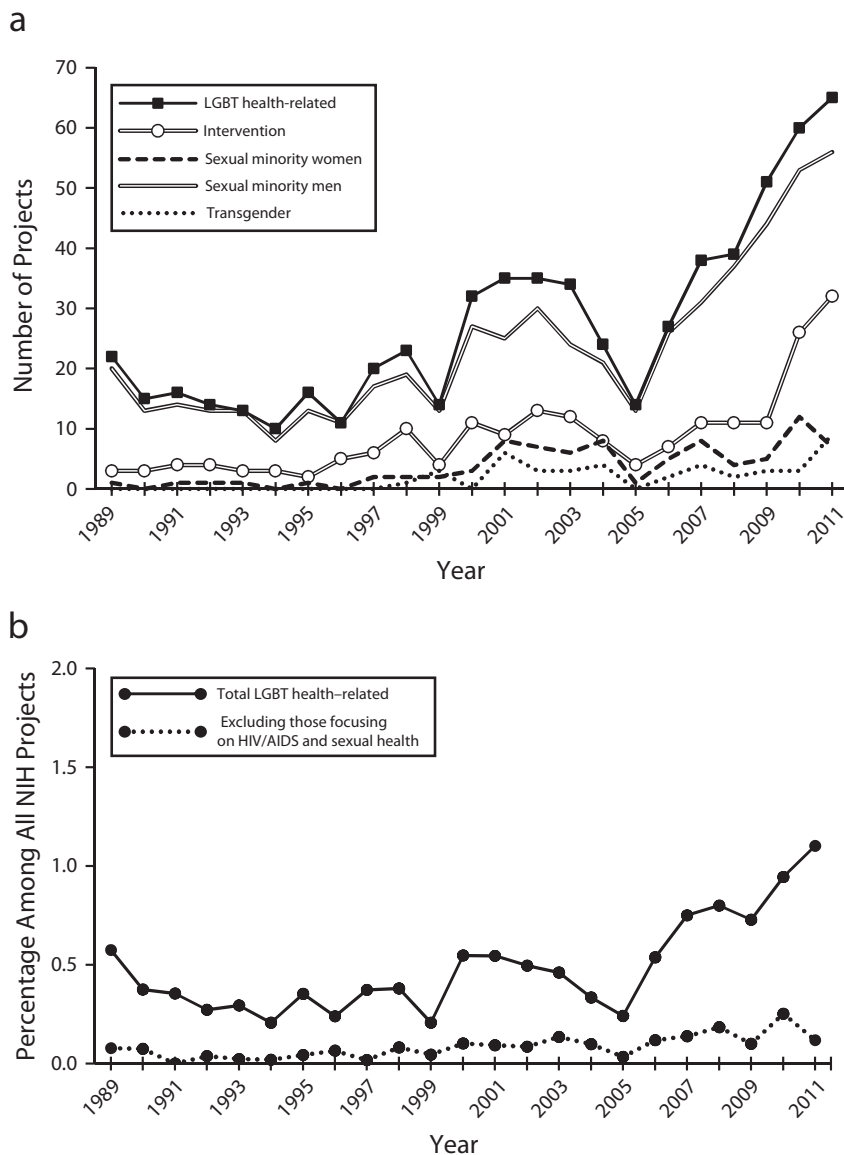 a
70
60
50
40
30
20
10
0
Number of Projects
LGBT health-related
Intervention
Sexual minority women
Sexual minority men
Transgender
1989
1991
1993
1995
1997
1999
2001
2003
2005
2007
2009
2011
Year
b
2.0
1.5
1.0
0.5
0.0
Percentage Among All NIH Projects
Total LGBT health–related
Excluding those focusing
on HIV/AIDS and sexual health
1989
1991
1993
1995
1997
1999
2001
2003
2005
2007
2009
2011
Year